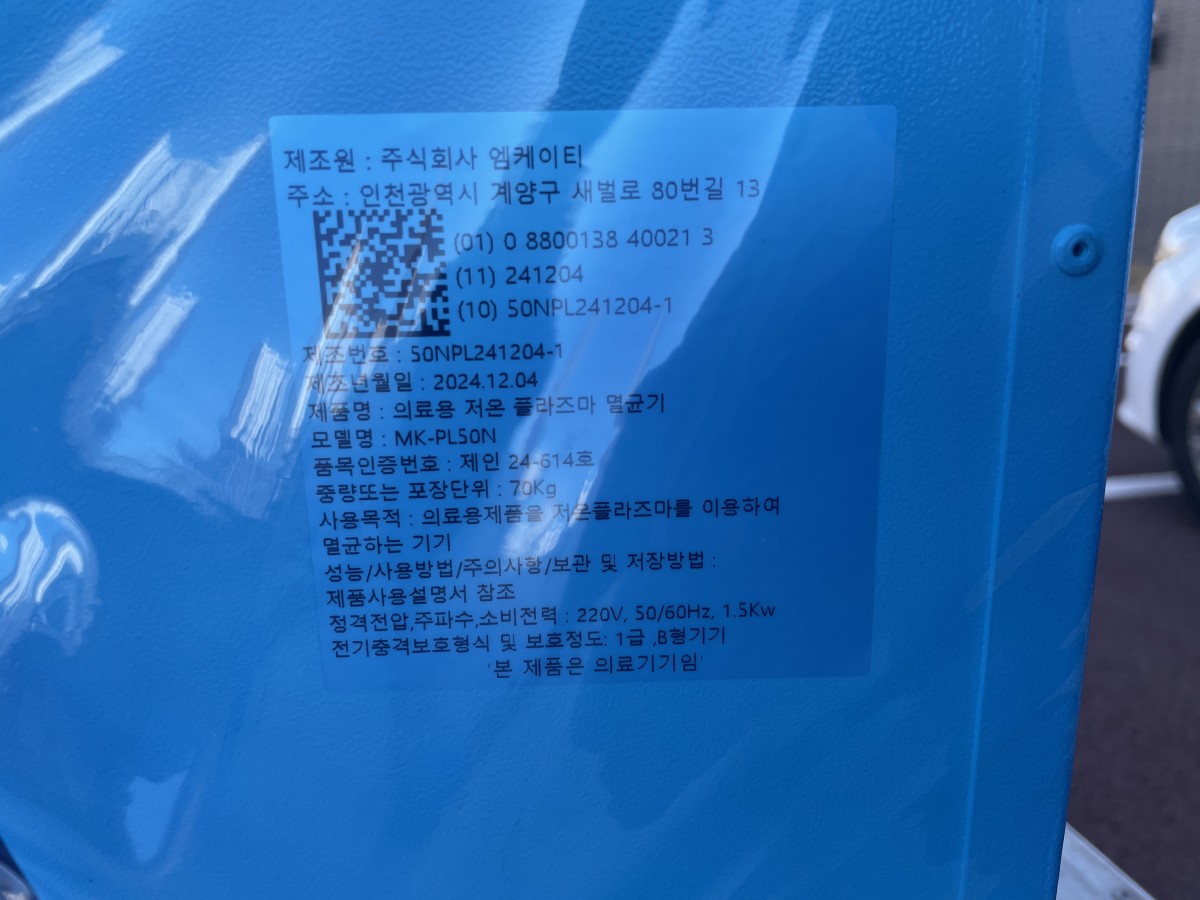 제조원 : 주식회사 엠케이티
주소 : 인천광역시 계양구 새벌로 80번길 13
(01) 0 8800138 40021 3
(11) 241204
(10) 50NPL241204-1
제조번호 : 50NPL241204-1
제조년월일 : 2024.12.04
제품명 : 의료용 저온 플라즈마 멸균기
모델명 : MK-PL50N
품목인증번호 : 제인 24-614호
중량또는 포장단위 : 70Kg
사용목적 : 의료용제품을 저온플라즈마를 이용하여
멸균하는 기기
성능/사용방법/주의사항/보관 및 저장방법 :
제품사용설명서 참조
정격전압,주파수,소비전력 : 220V, 50/60Hz, 1.5Kw
전기충격보호형식 및 보호정도: 1급 ,B형기기
'본 제품은 의료기기임'